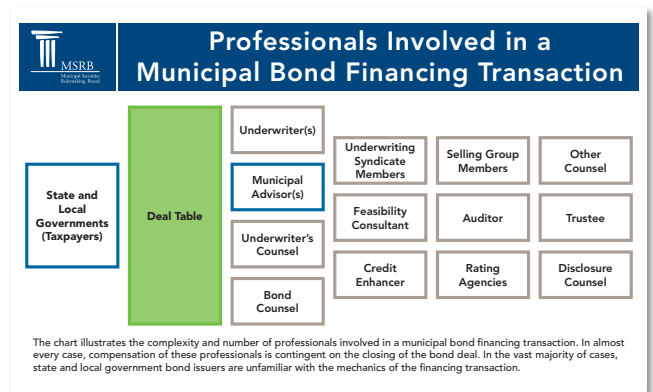 MSRB
Municipal Securities
Rulemaking Board
Professionals Involved in a
Municipal Bond Financing Transaction
State and
Local
Governments
(Taxpayers)
Deal Table
Underwriter(s)
Municipal
Advisor(s)
Underwriter's
Counsel
Bond
Counsel
Underwriting
Syndicate
Members
Selling Group
Members
Other
Counsel
Feasibility
Consultant
Auditor
Trustee
Credit
Enhancer
Rating
Agencies
Disclosure
Counsel
The chart illustrates the complexity and number of professionals involved in a municipal bond financing transaction. In almost
every case, compensation of these professionals is contingent on the closing of the bond deal. In the vast majority of cases,
state and local government bond issuers are unfamiliar with the mechanics of the financing transaction.